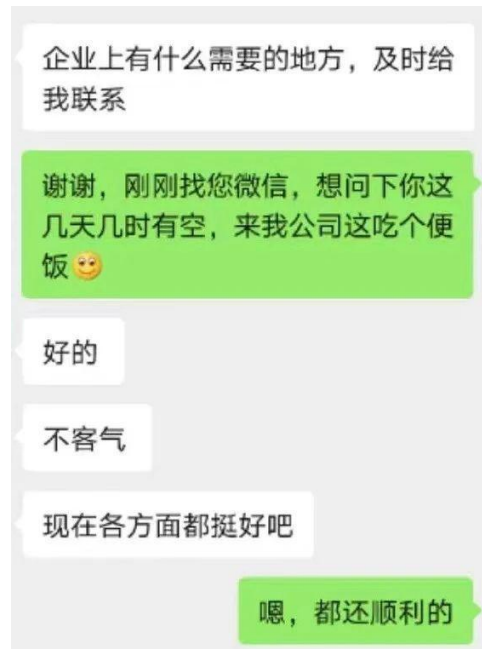 企业上有什么需要的地方，及时给
我联系
谢谢，刚刚找您微信，想问下你这
几天几时有空，来我公司这吃个便
饭🙂
好的
不客气
现在各方面都挺好吧
嗯，都还顺利的